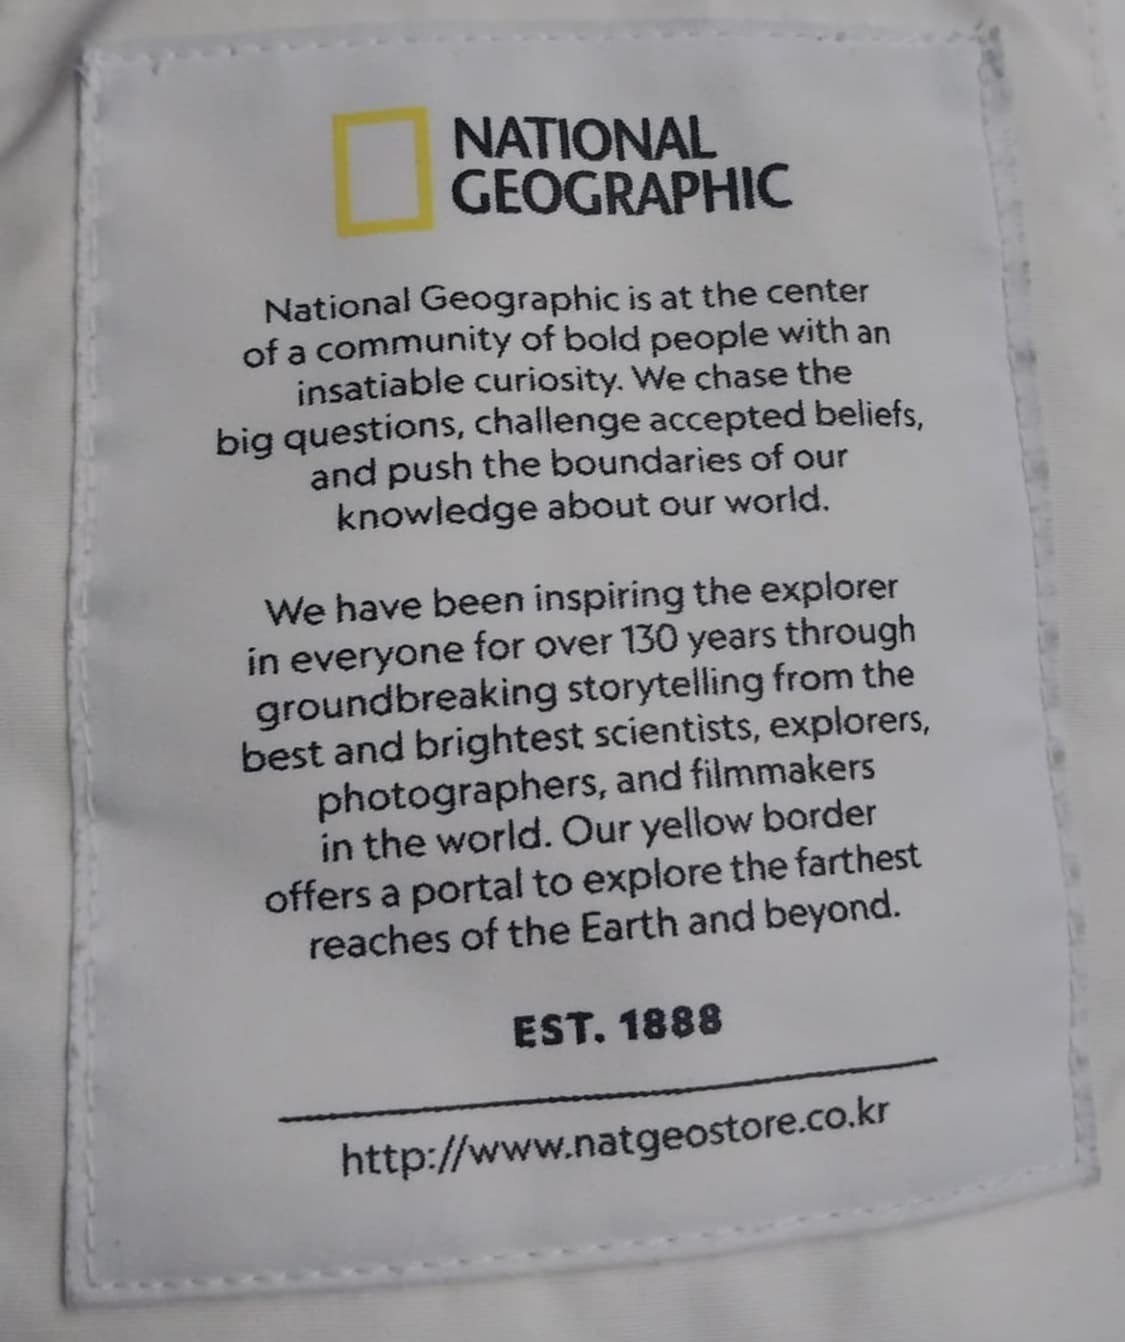 NATIONAL
GEOGRAPHIC
National Geographic is at the center
of a community of bold people with an
insatiable curiosity. We chase the
big questions, challenge accepted beliefs,
and push the boundaries of our
knowledge about our world.
We have been inspiring the explorer
in everyone for over 130 years through
groundbreaking storytelling from the
best and brightest scientists, explorers,
photographers, and filmmakers
in the world. Our yellow border
offers a portal to explore the farthest
reaches of the Earth and beyond.
EST. 1888
http://www.natgeostore.co.kr